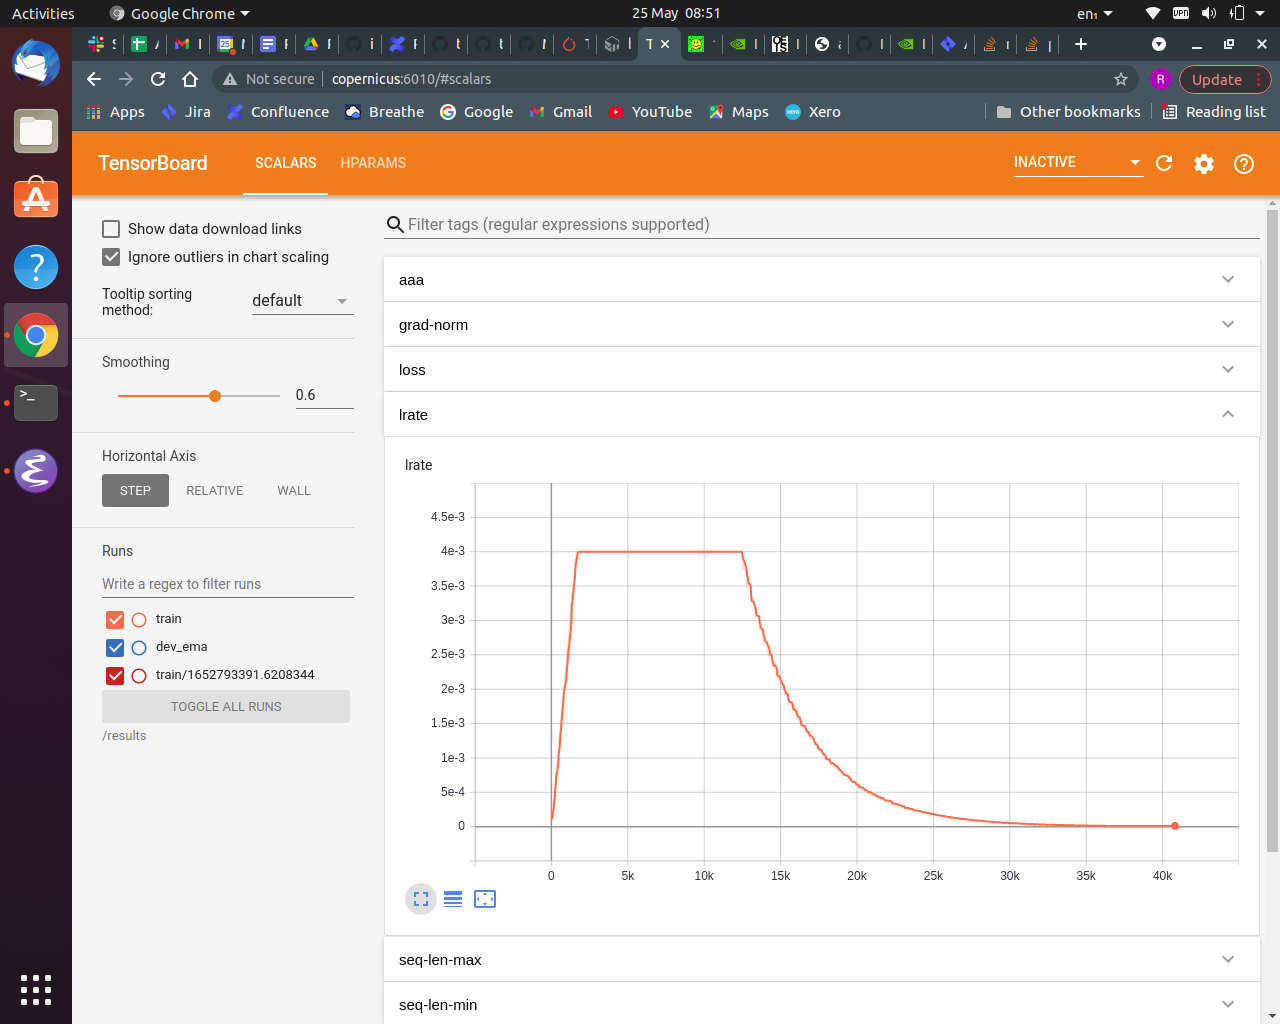 Activities
Google Chrome
25 May 08:51
en₁
VPN
Not secure
copernicus:6010/#scalars
R
Update
Apps
Jira
Confluence
Breathe
Google
Gmail
YouTube
Maps
Xero
Other bookmarks
Reading list
TensorBoard
SCALARS
HPARAMS
INACTIVE
Show data download links
Ignore outliers in chart scaling
Tooltip sorting
method:
default
Smoothing
0.6
Horizontal Axis
STEP
RELATIVE
WALL
Runs
Write a regex to filter runs
train
dev_ema
train/1652793391.6208344
TOGGLE ALL RUNS
/results
Filter tags (regular expressions supported)
aaa
grad-norm
loss
lrate
lrate
4.5e-3
4e-3
3.5e-3
3e-3
2.5e-3
2e-3
1.5e-3
1e-3
5e-4
0
0
5k
10k
15k
20k
25k
30k
35k
40k
seq-len-max
seq-len-min